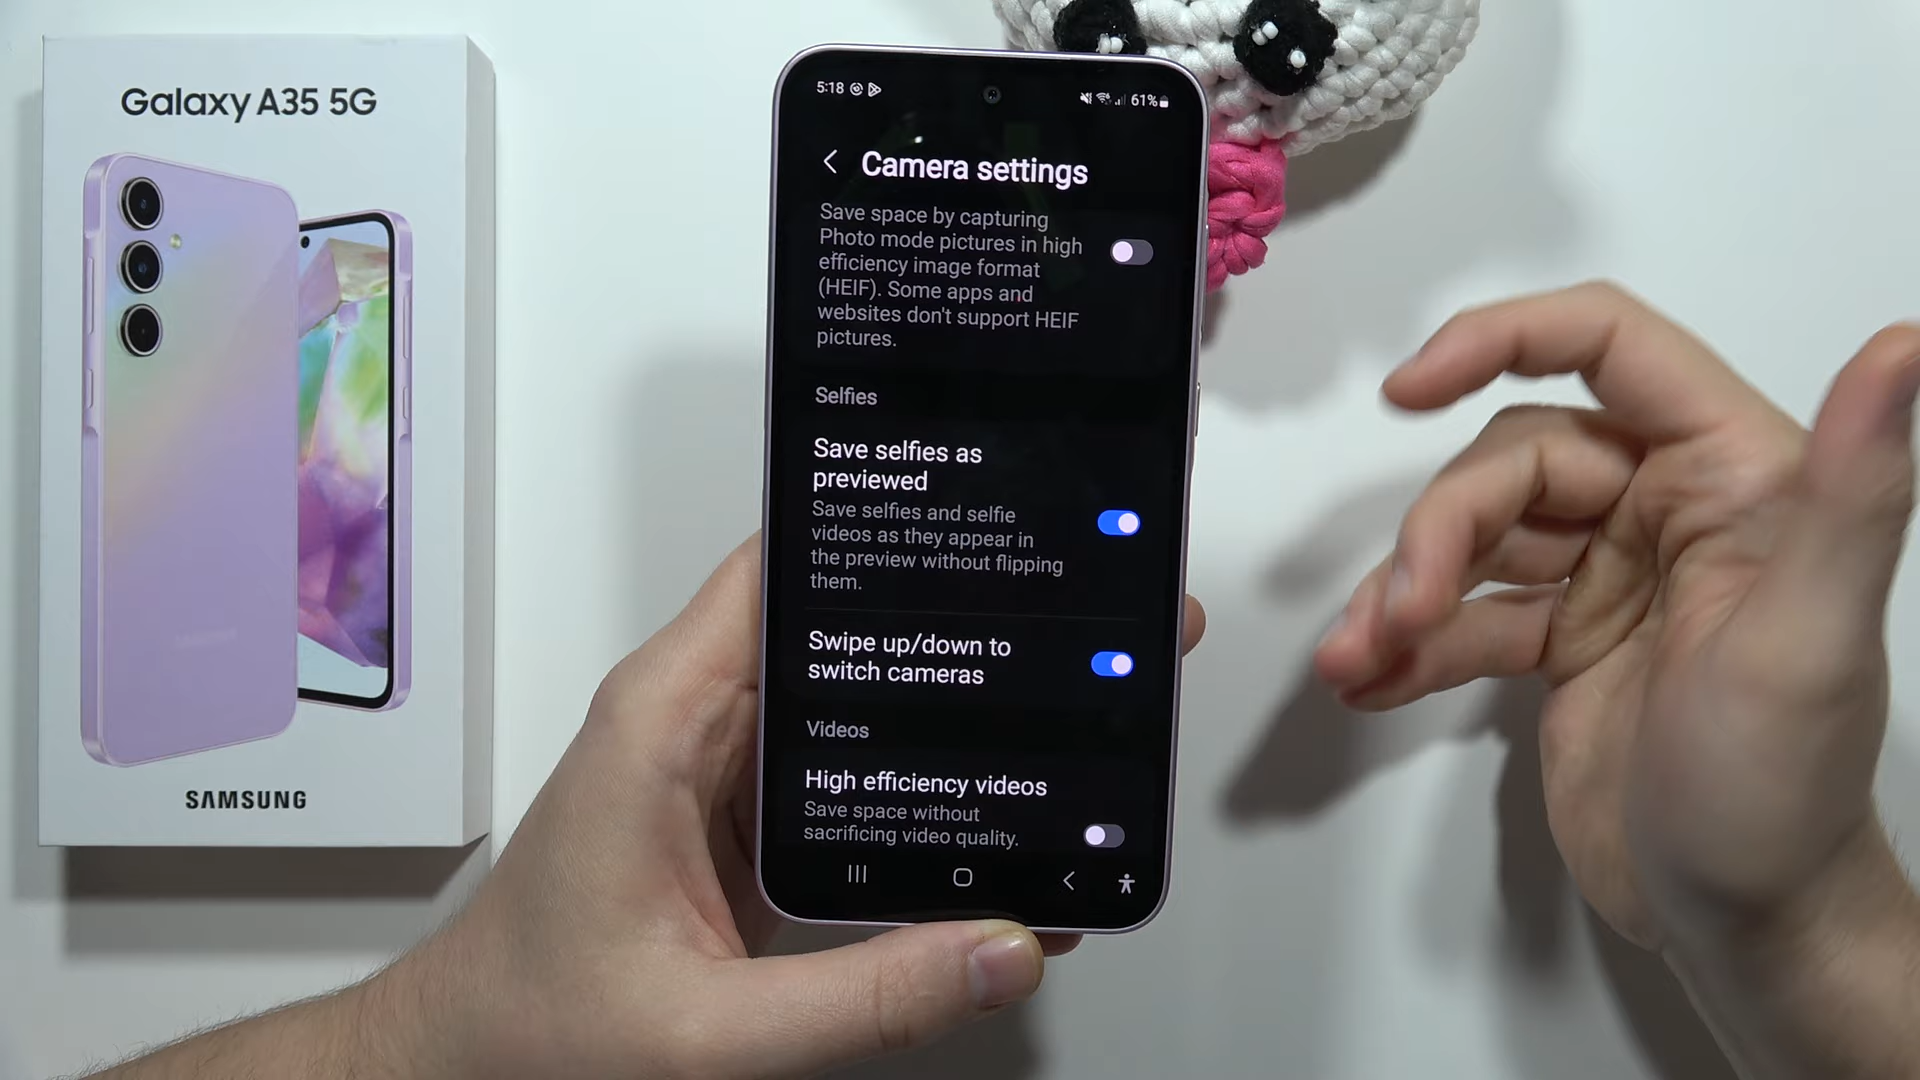 Galaxy A35 5G
SAMSUNG
5:18
61%
Camera settings
Save space by capturing
Photo mode pictures in high
efficiency image format
(HEIF). Some apps and
websites don't support HEIF
pictures.
Selfies
Save selfies as
previewed
Save selfies and selfie
videos as they appear in
the preview without flipping
them.
Swipe up/down to
switch cameras
Videos
High efficiency videos
Save space without
sacrificing video quality.